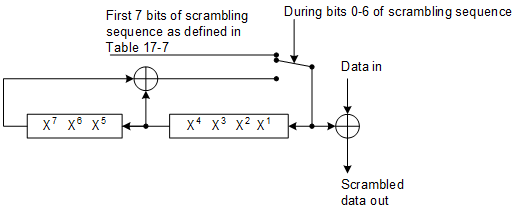 First 7 bits of scrambling
sequence as defined in
Table 17-7
During bits 0-6 of scrambling sequence
Data in
X⁷ X⁶ X⁵
X⁴ X³ X² X¹
Scrambled
data out